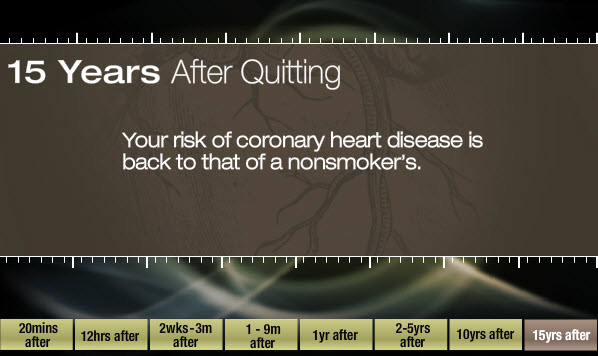 15 Years After Quitting
Your risk of coronary heart disease is
back to that of a nonsmoker's.
20mins
after
12hrs after
2wks-3m
after
1 - 9m
after
1yr after
2-5yrs
after
10yrs after
15yrs after